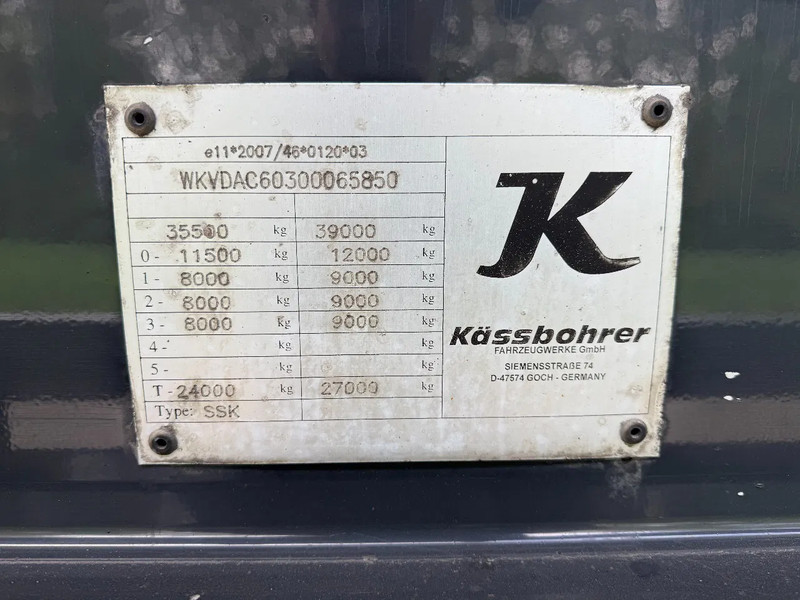 e11*2007/46*0120*03
WKVDAC60300065850
35500 kg 39000 kg
0- 11500 kg 12000 kg
1- 8000 kg 9000 kg
2- 8000 kg 9000 kg
3- 8000 kg 9000 kg
4- kg kg
5- kg kg
T- 24000 kg 27000 kg
Type: SSK
K
Kässbohrer
FAHRZEUGWERKE GmbH
SIEMENSSTRAßE 74
D-47574 GOCH - GERMANY